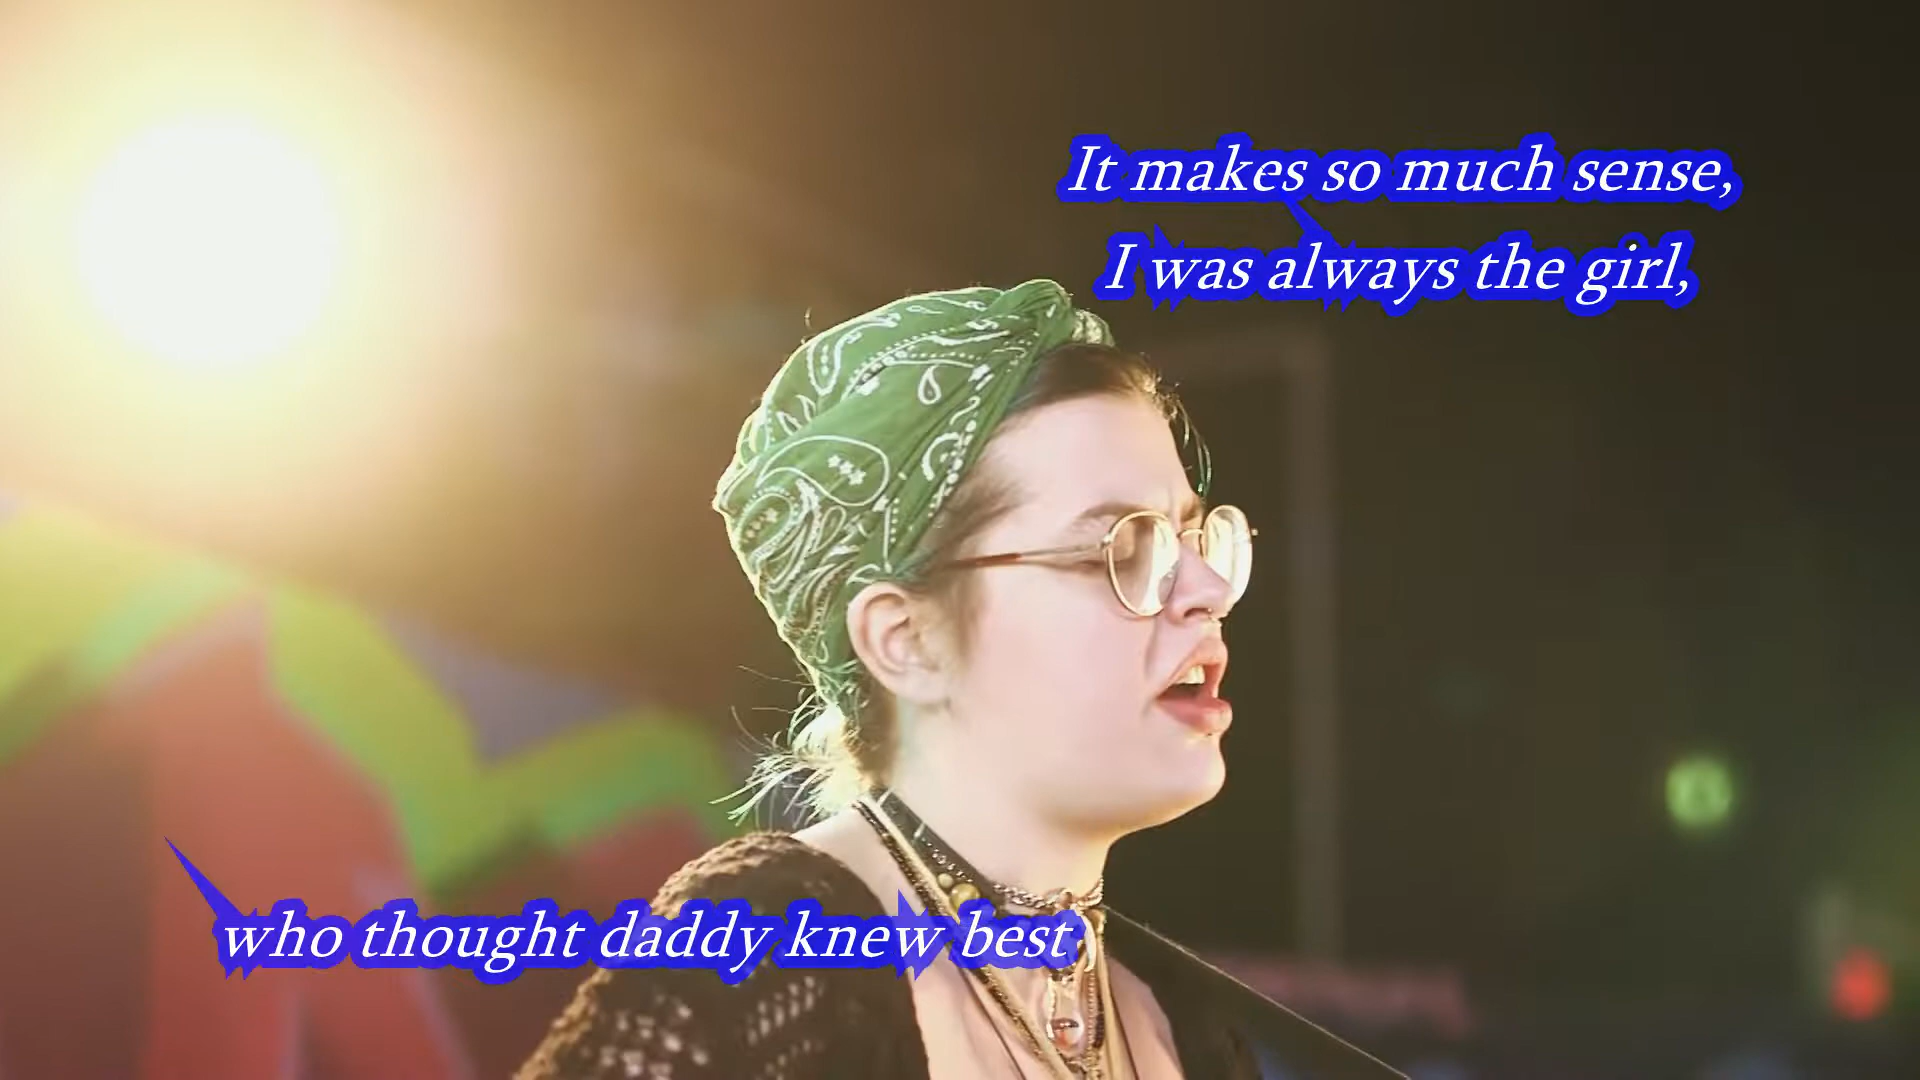 It makes so much sense,
I was always the girl,
who thought daddy knew best